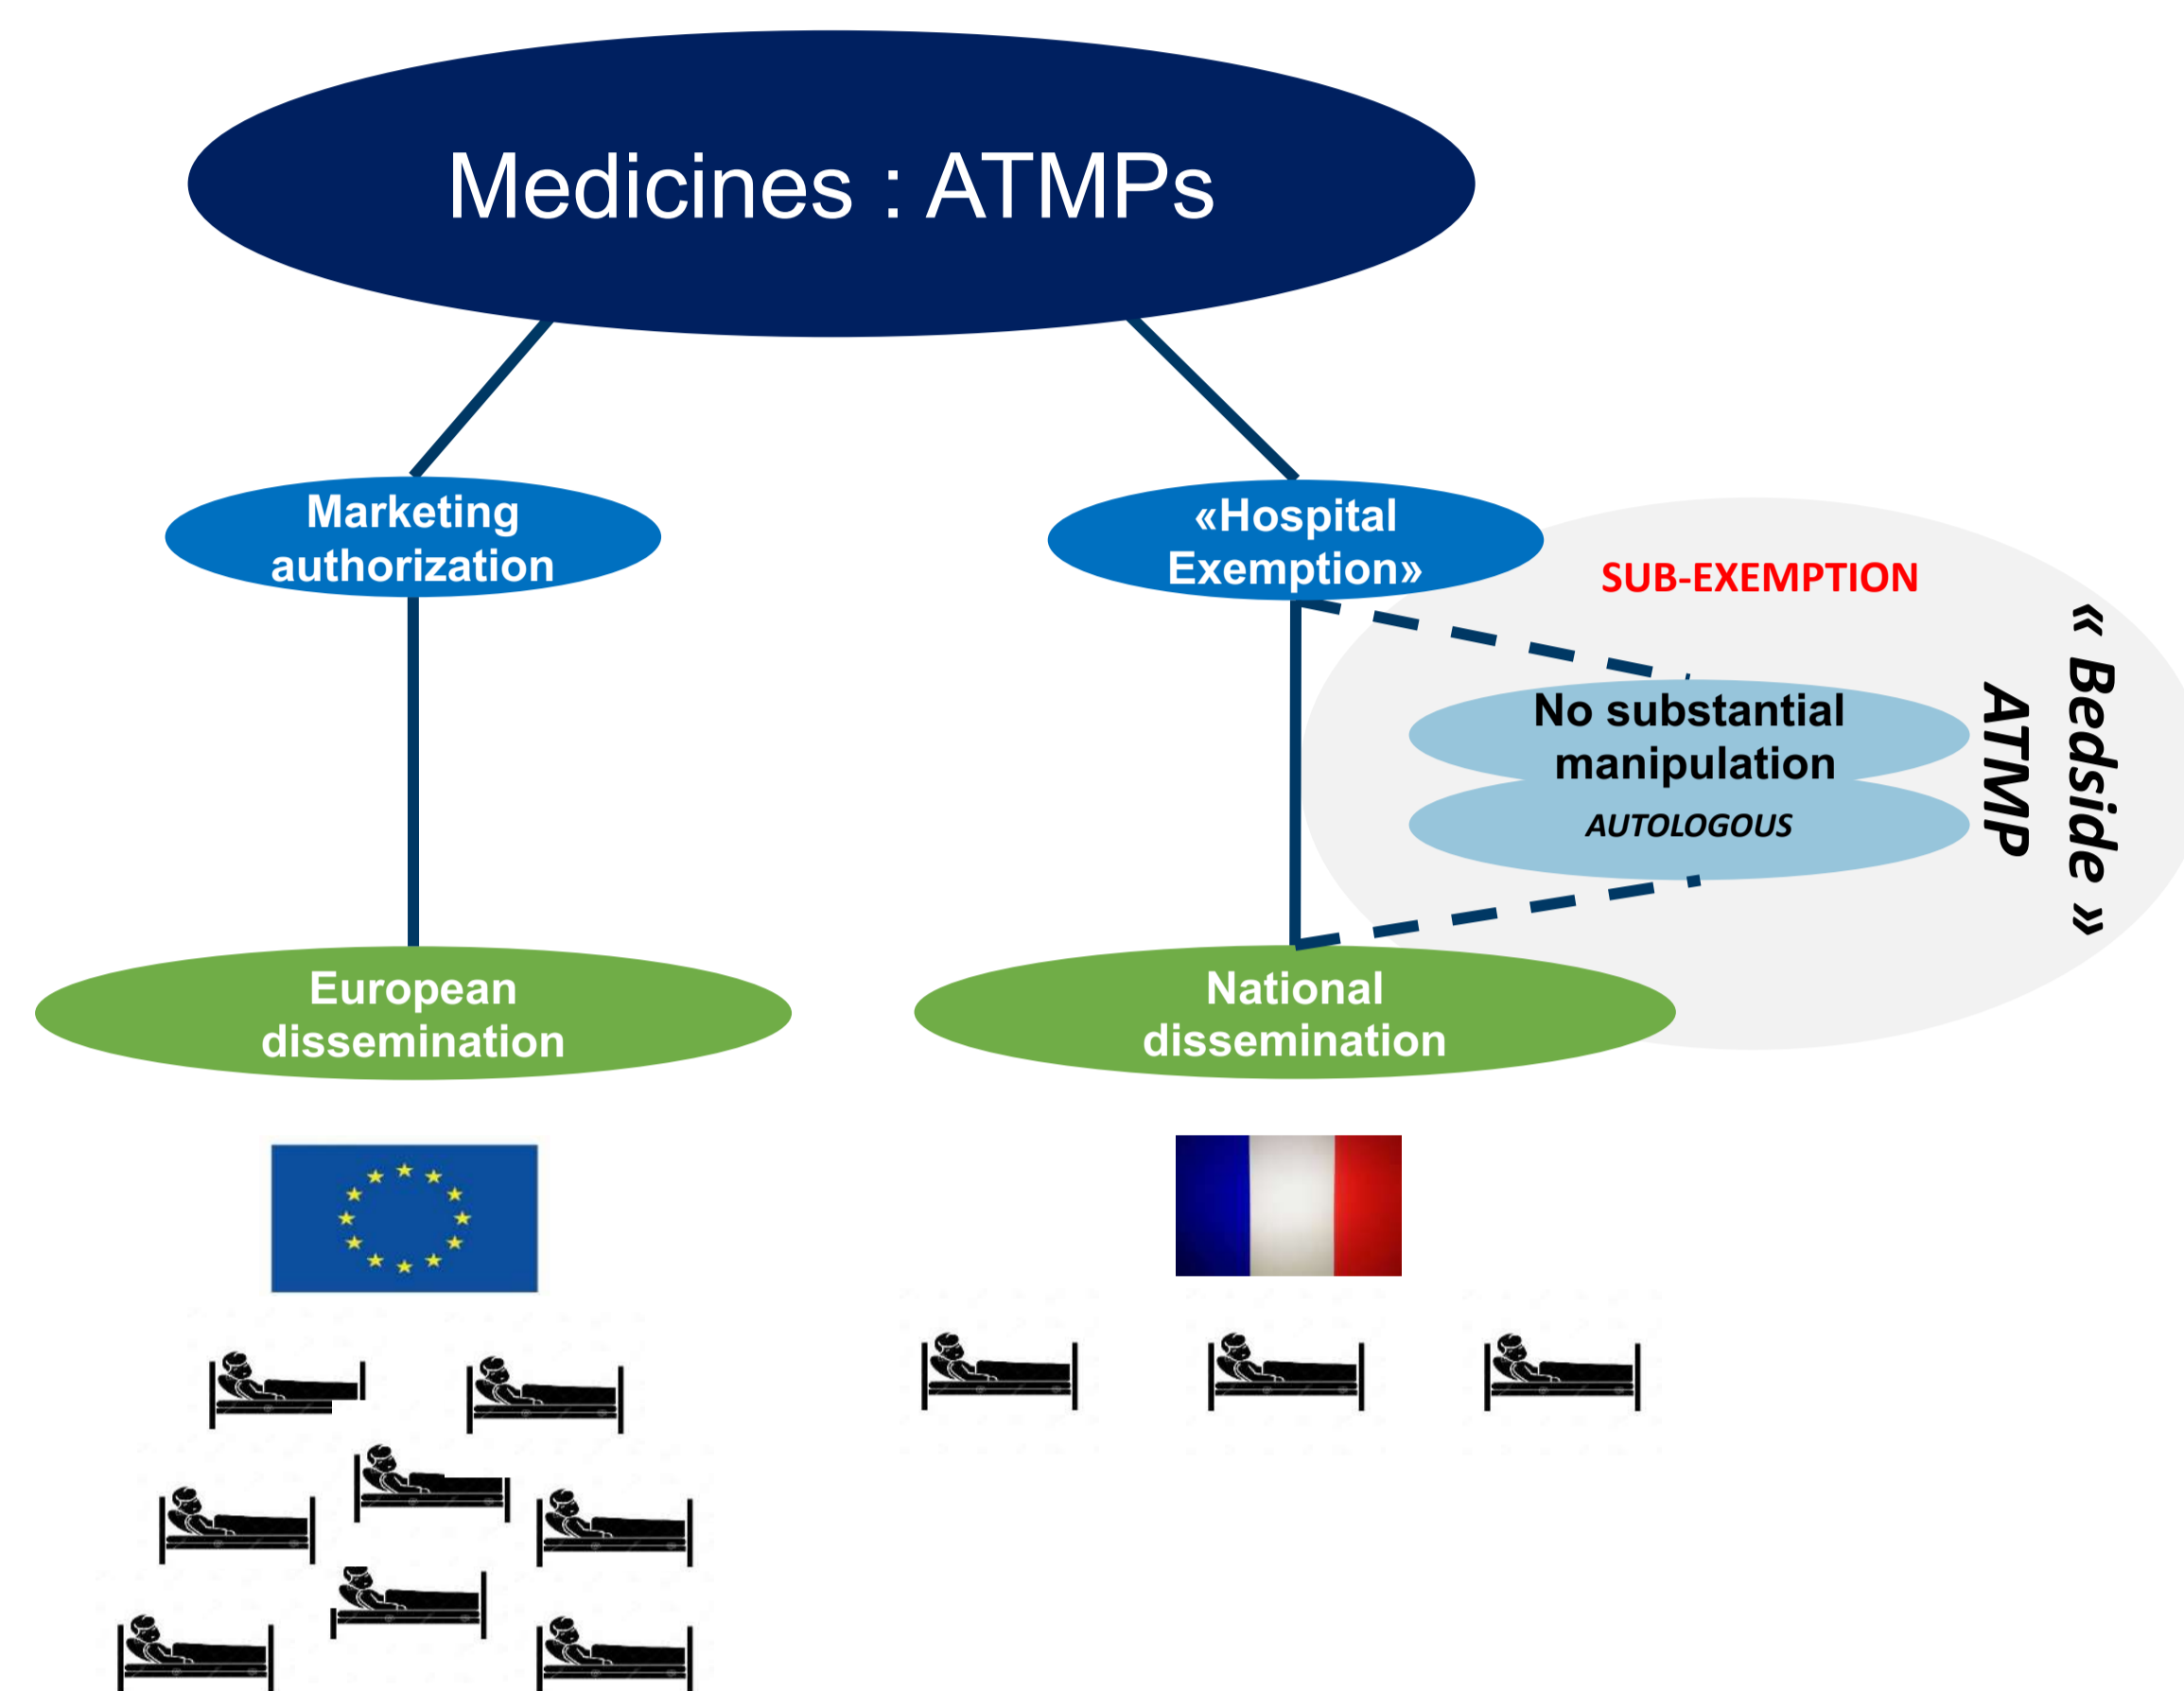 Medicines : ATMPs
Marketing
authorization
«Hospital
Exemption»
SUB-EXEMPTION
No substantial
manipulation
AUTOLOGOUS
« Bedside »
ATMP
European
dissemination
National
dissemination